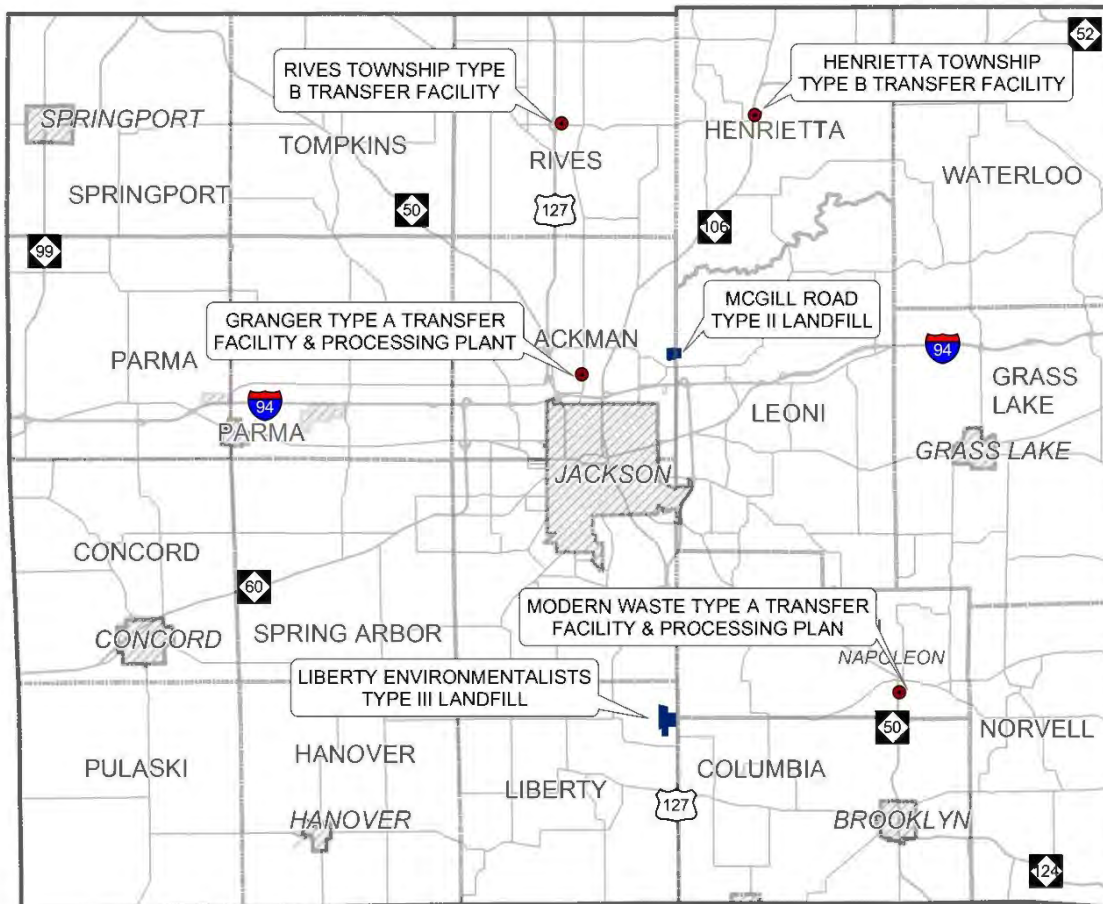 52
RIVES TOWNSHIP TYPE
B TRANSFER FACILITY
HENRIETTA TOWNSHIP
TYPE B TRANSFER FACILITY
SPRINGPORT
TOMPKINS
RIVES
HENRIETTA
WATERLOO
SPRINGPORT
50
127
106
99
MCGILL ROAD
TYPE II LANDFILL
GRANGER TYPE A TRANSFER
FACILITY & PROCESSING PLANT
ACKMAN
PARMA
94
GRASS
LAKE
94
PARMA
LEONI
GRASS LAKE
JACKSON
CONCORD
60
MODERN WASTE TYPE A TRANSFER
FACILITY & PROCESSING PLAN
CONCORD
SPRING ARBOR
NAPOLEON
LIBERTY ENVIRONMENTALISTS
TYPE III LANDFILL
50
NORVELL
PULASKI
HANOVER
LIBERTY
COLUMBIA
127
HANOVER
BROOKLYN
124